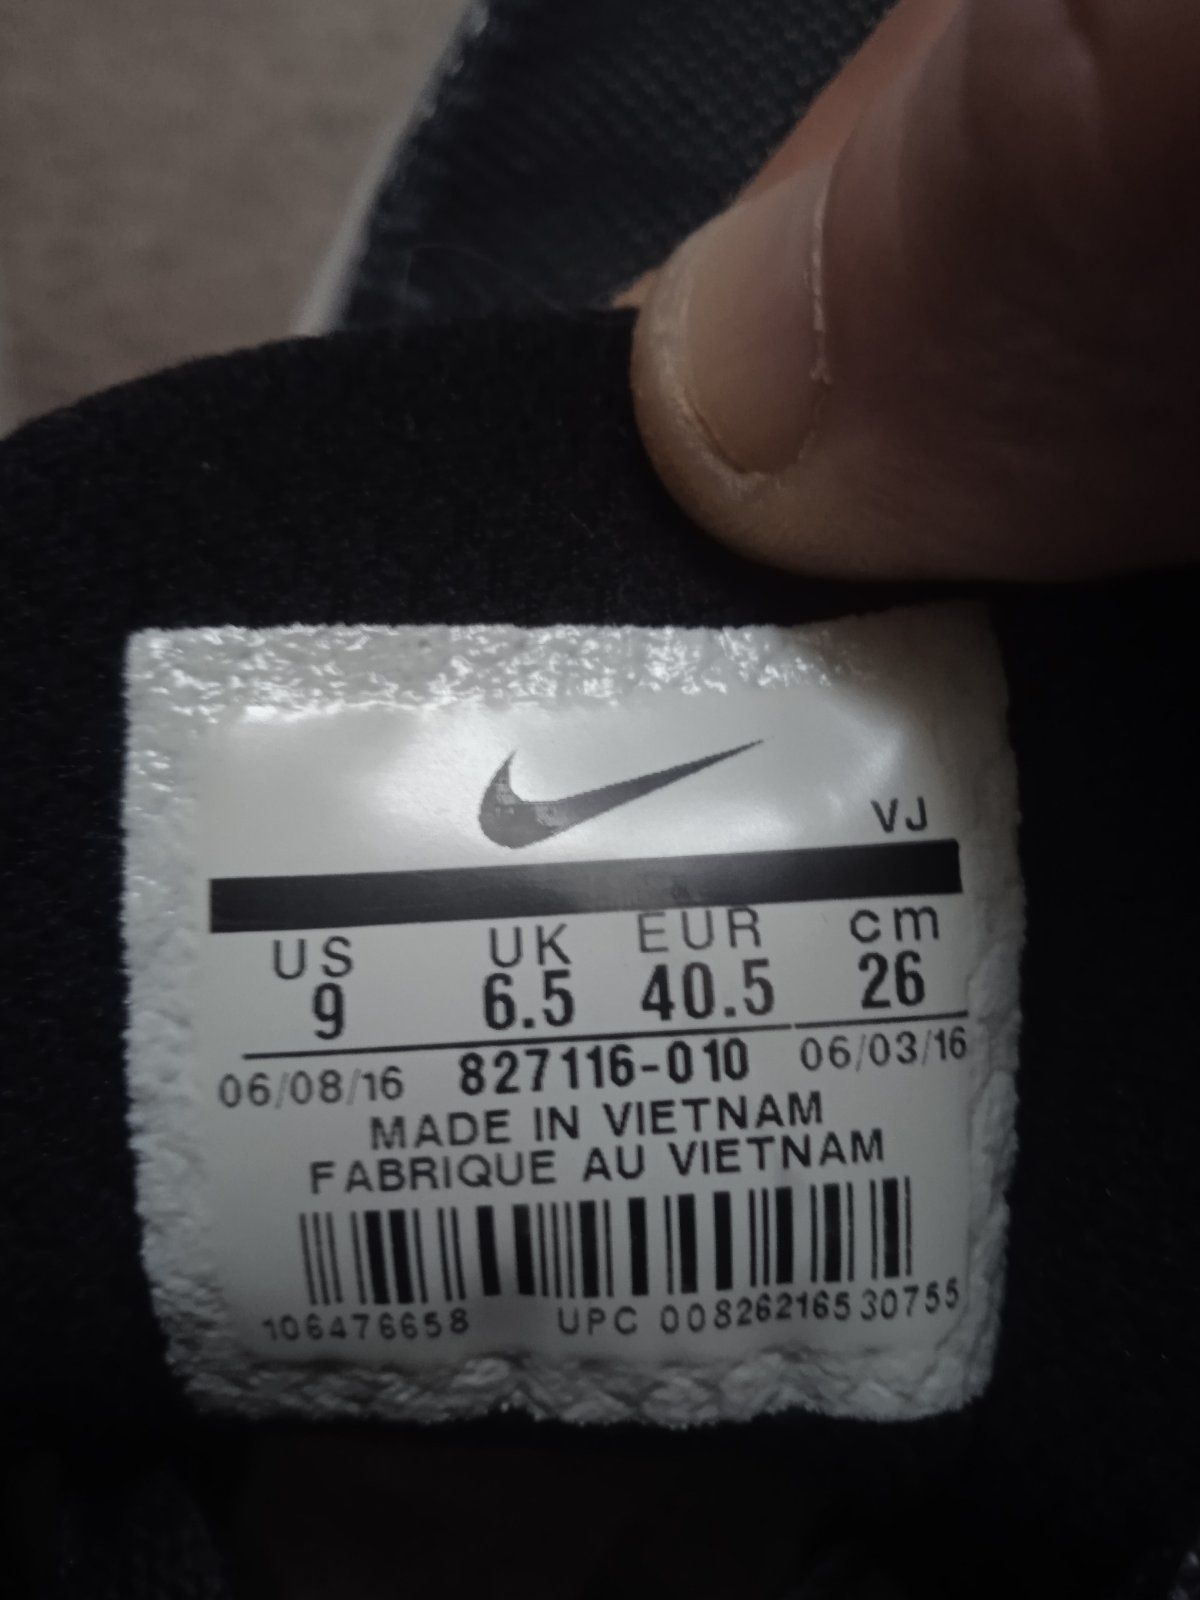 VJ
US UK EUR cm
9 6.5 40.5 26
06/08/16 827116-010 06/03/16
MADE IN VIETNAM
FABRIQUE AU VIETNAM
106476658 UPC 00826216530755